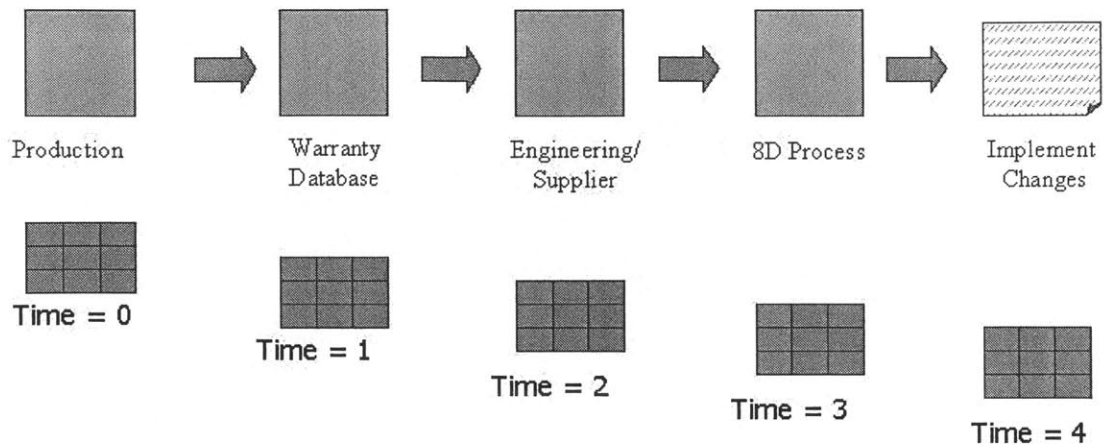 Production
Warranty
Database
Engineering/
Supplier
8D Process
Implement
Changes
Time = 0
Time = 1
Time = 2
Time = 3
Time = 4